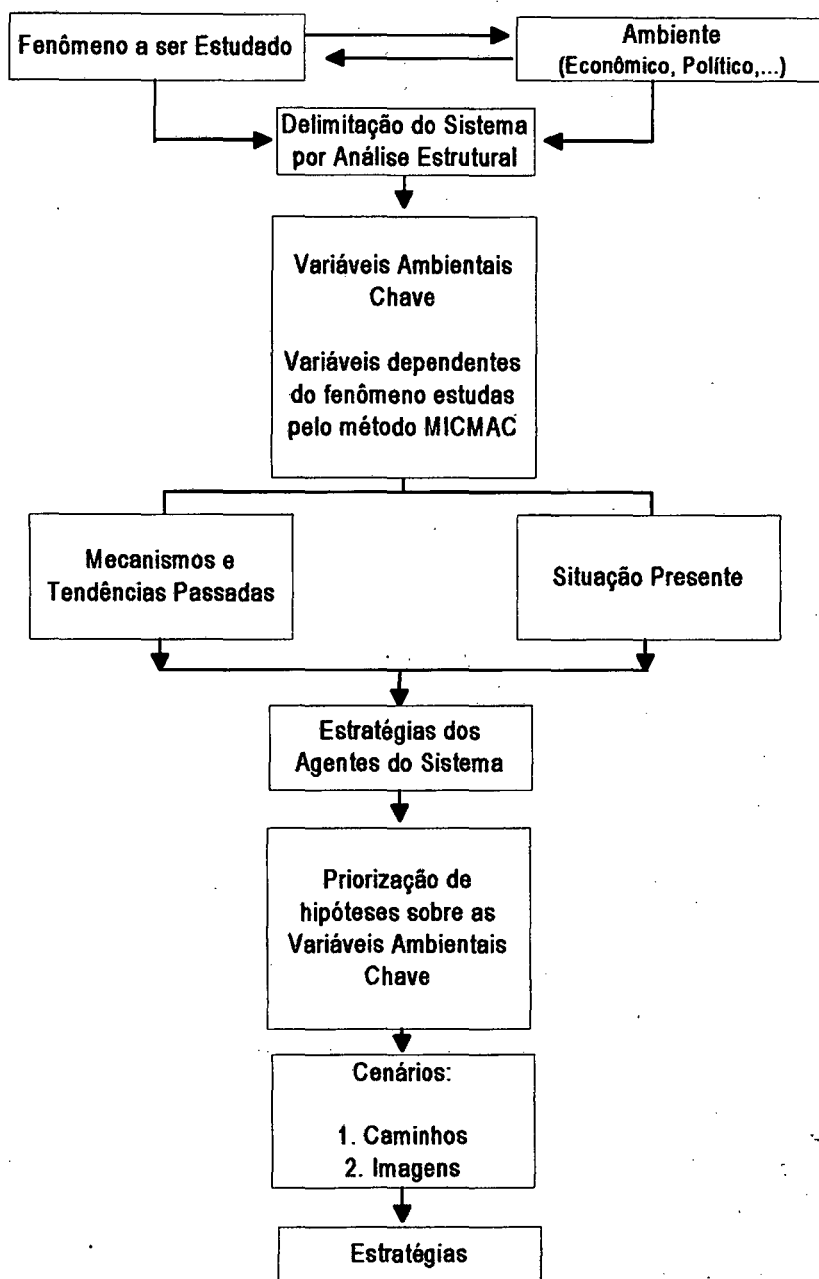 Fenômeno a ser Estudado
Ambiente
(Econômico, Político,...)
Delimitação do Sistema
por Análise Estrutural
Variáveis Ambientais
Chave
Variáveis dependentes
do fenômeno estudas
pelo método MICMAC
Mecanismos e
Tendências Passadas
Situação Presente
Estratégias dos
Agentes do Sistema
Priorização de
hipóteses sobre as
Variáveis Ambientais
Chave
Cenários:
1. Caminhos
2. Imagens
Estratégias